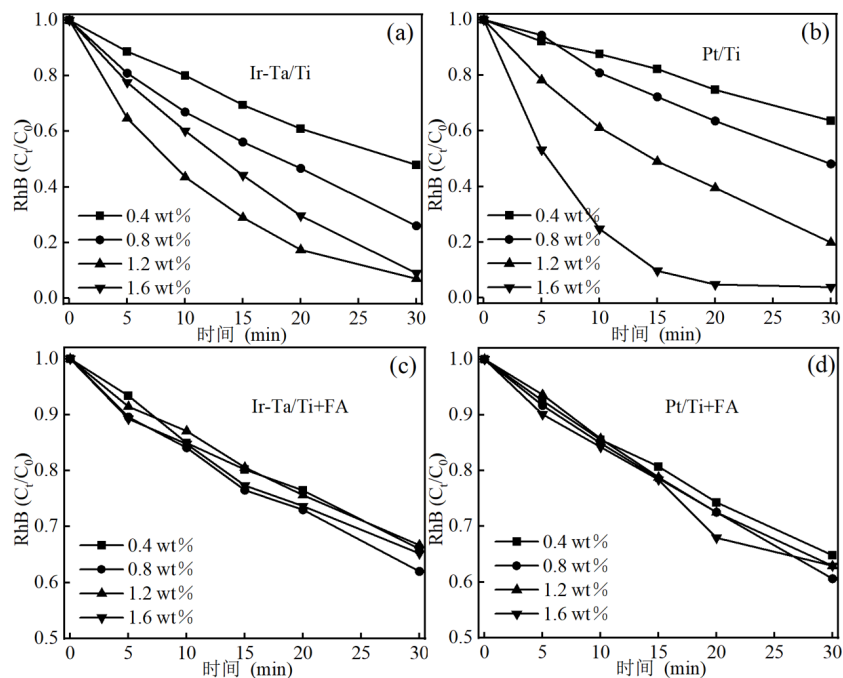 (a)
Ir-Ta/Ti
RhB (Cₜ/C₀)
1.0
0.8
0.6
0.4
0.2
0.0
0.4 wt%
0.8 wt%
1.2 wt%
1.6 wt%
0 5 10 15 20 25 30
时间 (min)
(b)
Pt/Ti
RhB (Cₜ/C₀)
1.0
0.8
0.6
0.4
0.2
0.0
0.4 wt%
0.8 wt%
1.2 wt%
1.6 wt%
0 5 10 15 20 25 30
时间 (min)
(c)
Ir-Ta/Ti+FA
RhB (Cₜ/C₀)
1.0
0.9
0.8
0.7
0.6
0.5
0.4 wt%
0.8 wt%
1.2 wt%
1.6 wt%
0 5 10 15 20 25 30
时间 (min)
(d)
Pt/Ti+FA
RhB (Cₜ/C₀)
1.0
0.9
0.8
0.7
0.6
0.5
0.4 wt%
0.8 wt%
1.2 wt%
1.6 wt%
0 5 10 15 20 25 30
时间 (min)